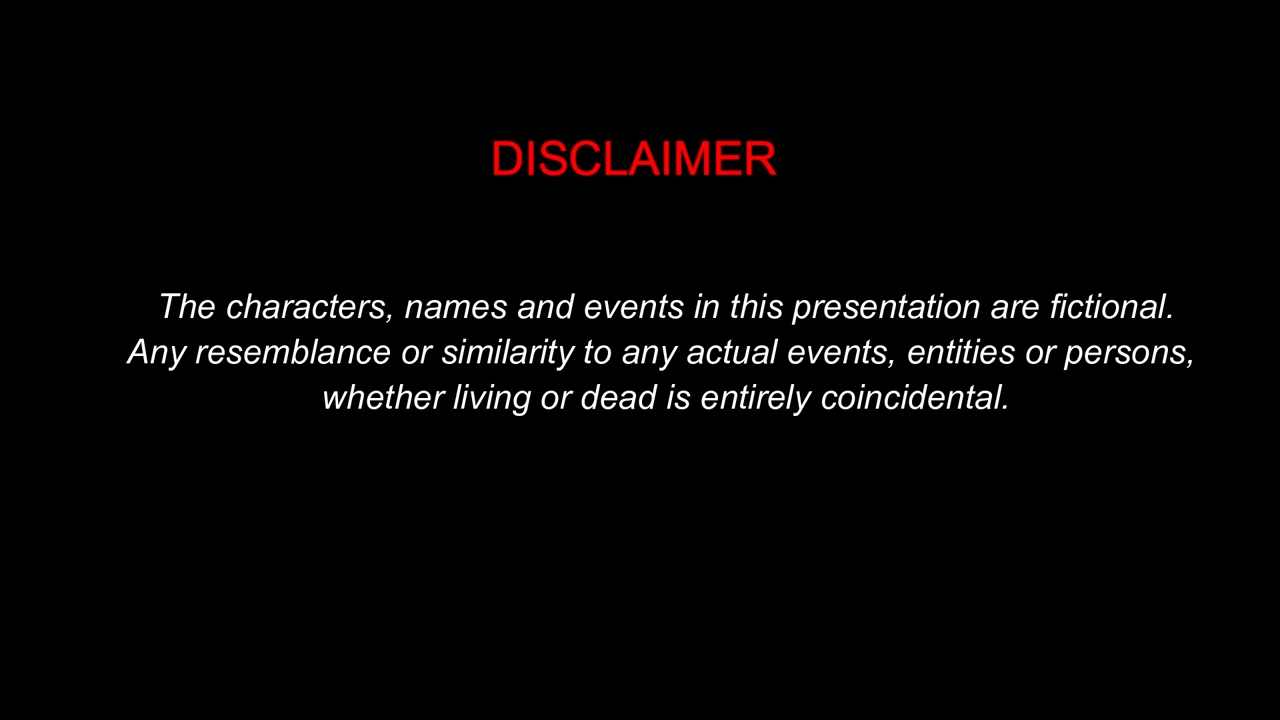 DISCLAIMER
The characters, names and events in this presentation are fictional.
Any resemblance or similarity to any actual events, entities or persons,
whether living or dead is entirely coincidental.